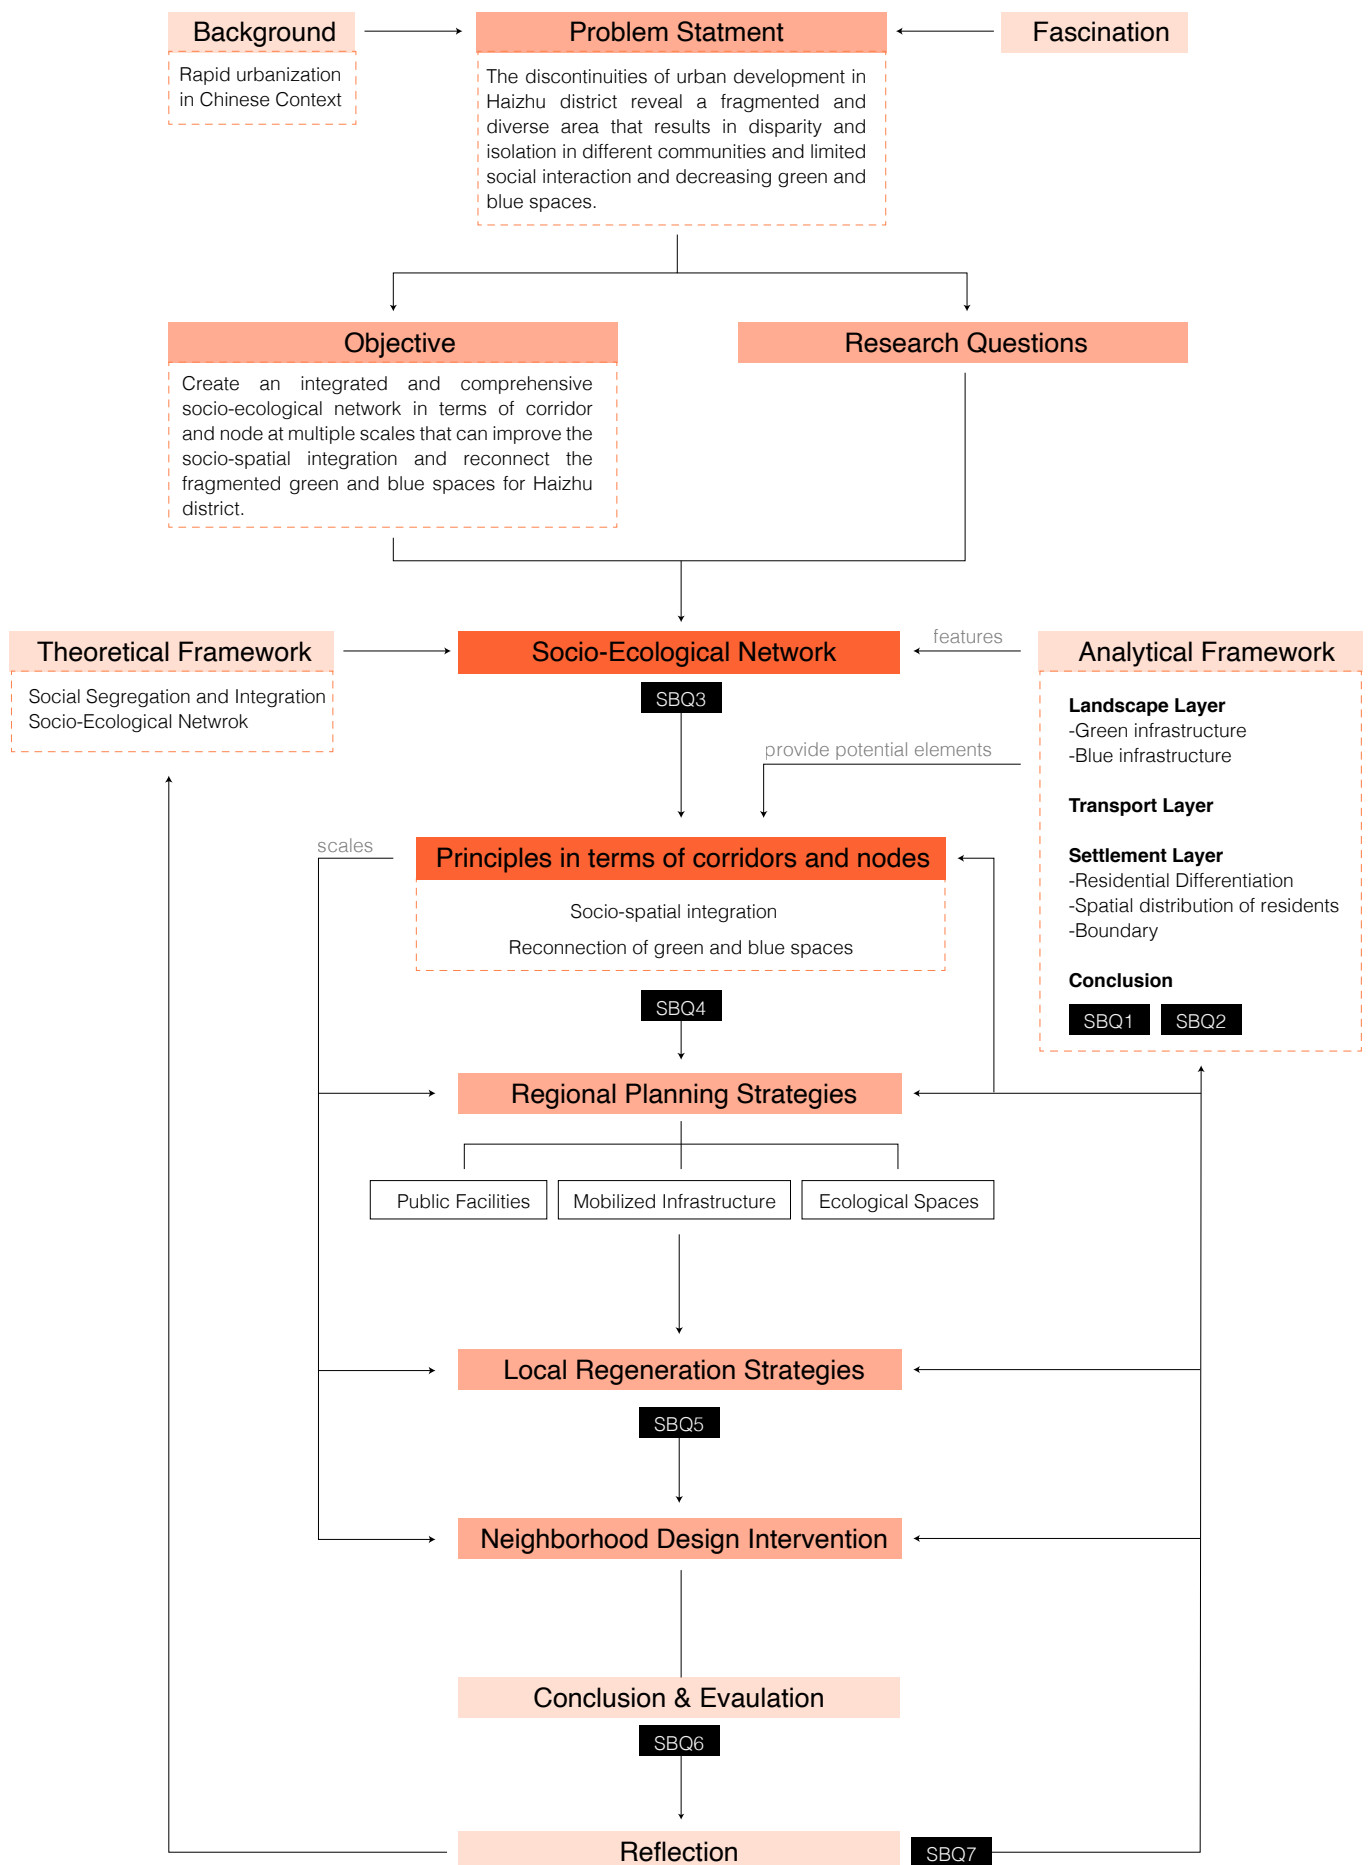 Background
Problem Statment
Fascination
Rapid urbanization
in Chinese Context
The discontinuities of urban development in
Haizhu district reveal a fragmented and
diverse area that results in disparity and
isolation in different communities and limited
social interaction and decreasing green and
blue spaces.
Objective
Research Questions
Create an integrated and comprehensive
socio-ecological network in terms of corridor
and node at multiple scales that can improve the
socio-spatial integration and reconnect the
fragmented green and blue spaces for Haizhu
district.
Theoretical Framework
Social Segregation and Integration
Socio-Ecological Netwrok
Socio-Ecological Network
SBQ3
features
provide potential elements
Analytical Framework
Landscape Layer
-Green infrastructure
-Blue infrastructure
Transport Layer
Settlement Layer
-Residential Differentiation
-Spatial distribution of residents
-Boundary
Conclusion
SBQ1 SBQ2
scales
Principles in terms of corridors and nodes
Socio-spatial integration
Reconnection of green and blue spaces
SBQ4
Regional Planning Strategies
Public Facilities
Mobilized Infrastructure
Ecological Spaces
Local Regeneration Strategies
SBQ5
Neighborhood Design Intervention
Conclusion & Evaulation
SBQ6
Reflection
SBQ7